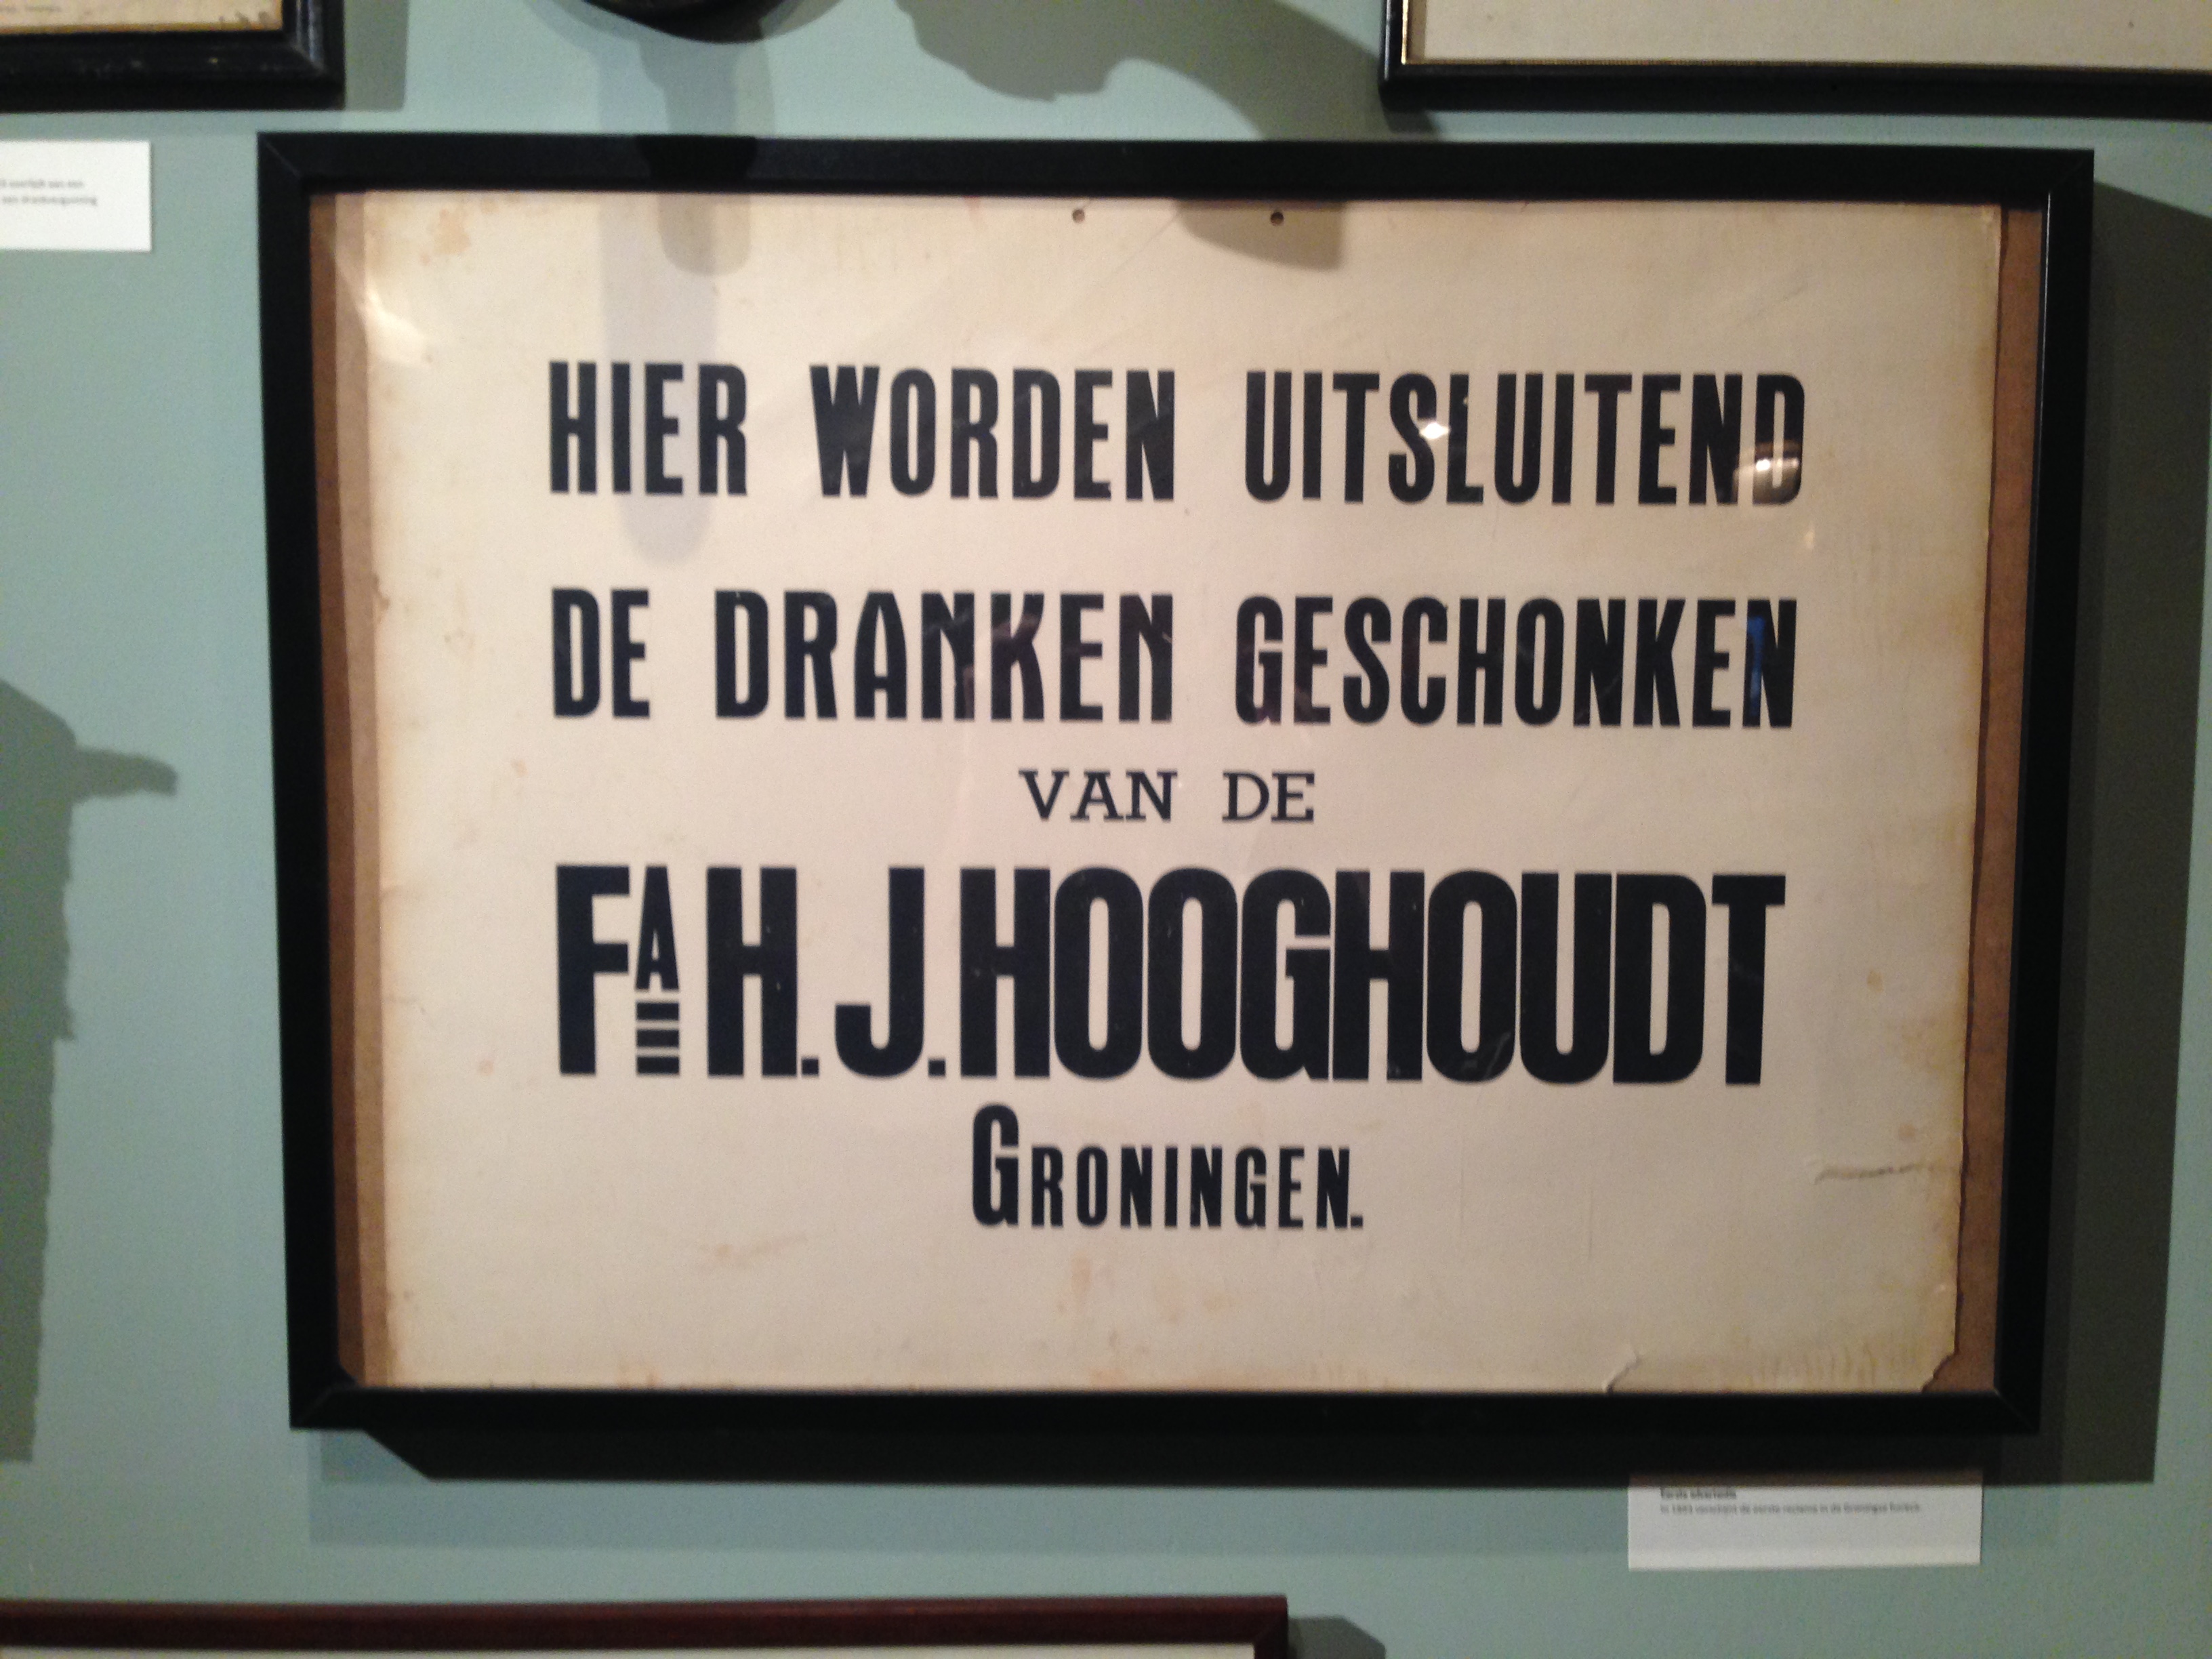 HIER WORDEN UITSLUITEND
DE DRANKEN GESCHONKEN
VAN DE
FA H. J. HOOGHOUDT
GRONINGEN.